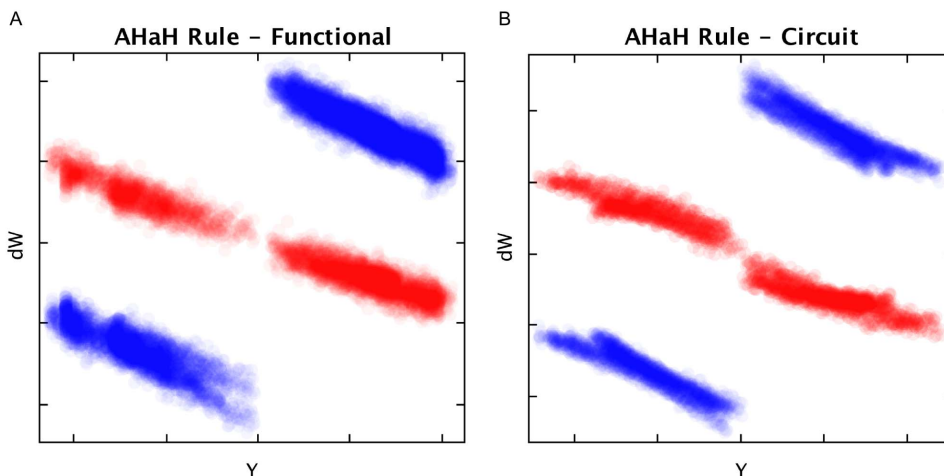 A
AHaH Rule – Functional
dW
Y
B
AHaH Rule – Circuit
dW
Y